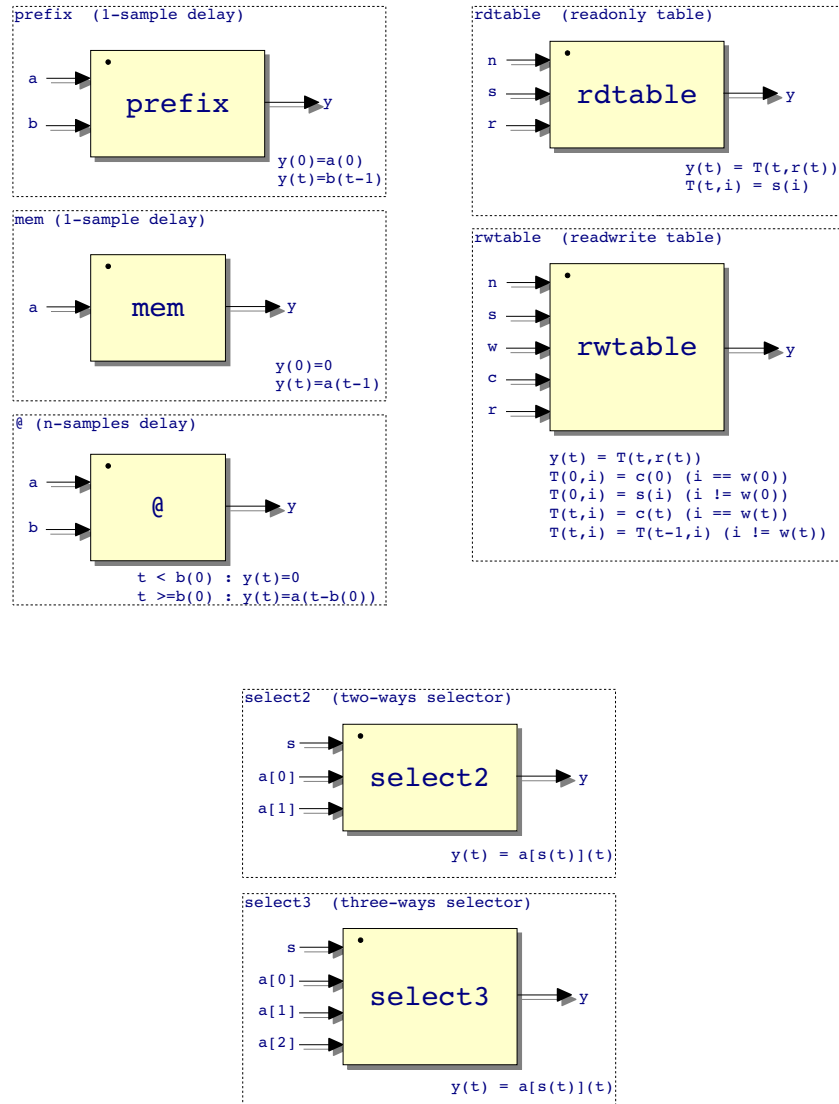 prefix (1-sample delay)
a
b
prefix
y
y(0)=a(0)
y(t)=b(t-1)
mem (1-sample delay)
a
mem
y
y(0)=0
y(t)=a(t-1)
@ (n-samples delay)
a
b
@
y
t < b(0) : y(t)=0
t >=b(0) : y(t)=a(t-b(0))
rdtable (readonly table)
n
s
r
rdtable
y
y(t) = T(t,r(t))
T(t,i) = s(i)
rwtable (readwrite table)
n
s
w
c
r
rwtable
y
y(t) = T(t,r(t))
T(0,i) = c(0) (i == w(0))
T(0,i) = s(i) (i != w(0))
T(t,i) = c(t) (i == w(t))
T(t,i) = T(t-1,i) (i != w(t))
select2 (two-ways selector)
s
a[0]
a[1]
select2
y
y(t) = a[s(t)](t)
select3 (three-ways selector)
s
a[0]
a[1]
a[2]
select3
y
y(t) = a[s(t)](t)